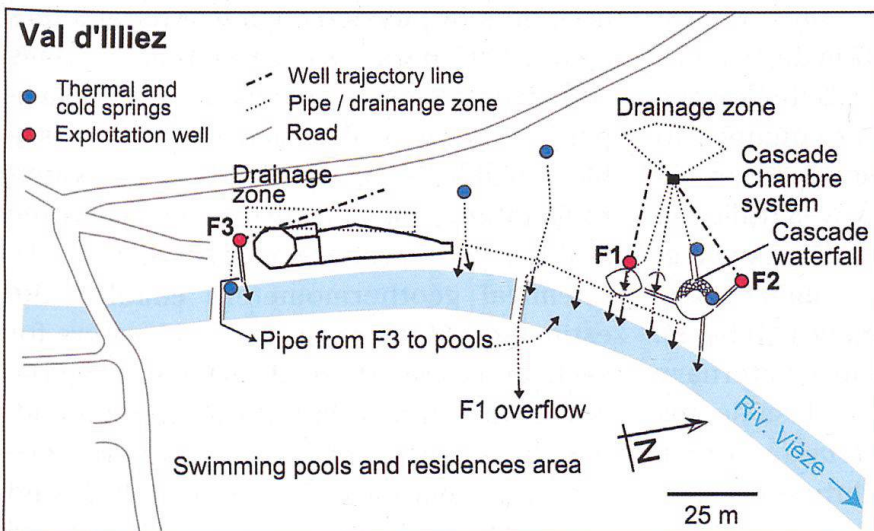 Val d'Illiez
Thermal and
cold springs
Exploitation well
Well trajectory line
Pipe / drainange zone
Road
Drainage zone
Cascade
Chambre
system
Cascade
waterfall
Drainage
zone
F3
F1
F2
Pipe from F3 to pools
F1 overflow
Riv. Vièze
N
Swimming pools and residences area
25 m